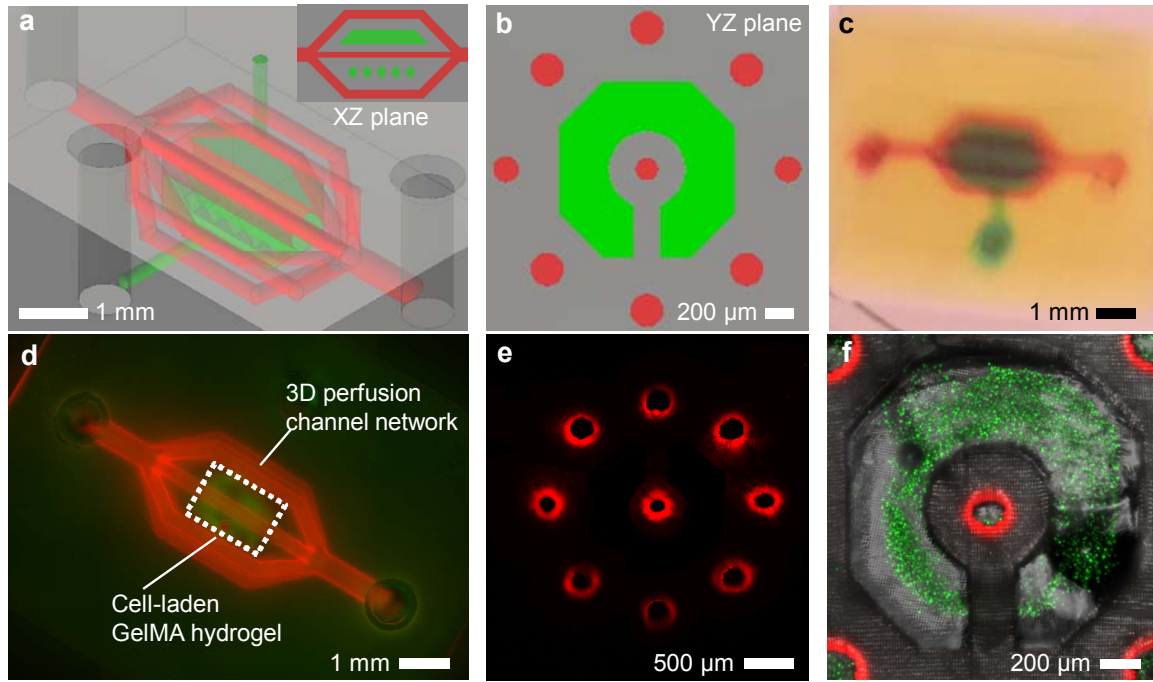 a
XZ plane
1 mm
b
YZ plane
200 µm
c
1 mm
d
3D perfusion
channel network
Cell-laden
GelMA hydrogel
1 mm
e
500 µm
f
200 µm